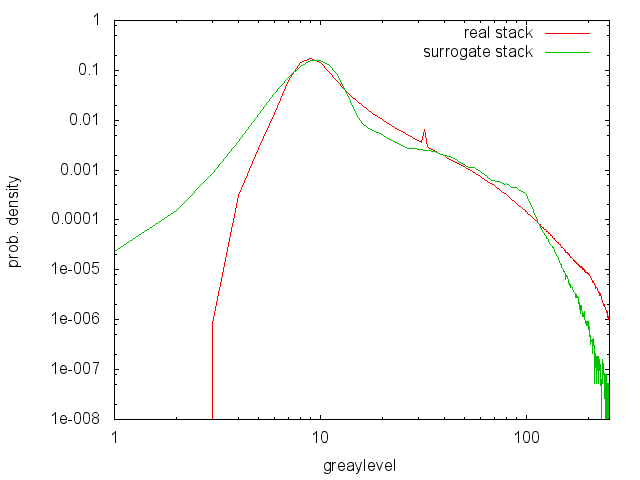 real stack
surrogate stack
1
0.1
0.01
0.001
0.0001
1e-005
1e-006
1e-007
1e-008
prob. density
1 10 100
greaylevel